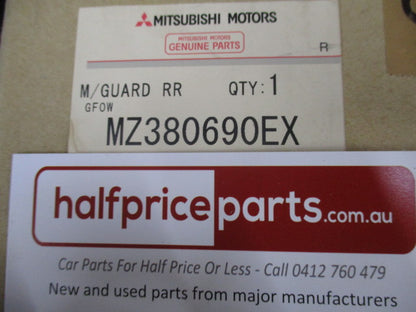 MITSUBISHI MOTORS
MITSUBISHI MOTORS
GENUINE PARTS
R
M/GUARD RR QTY:1
GFOW
MZ380690EX
halfpriceparts.com.au
Car Parts For Half Price Or Less - Call 0412 760 479
New and used parts from major manufacturers